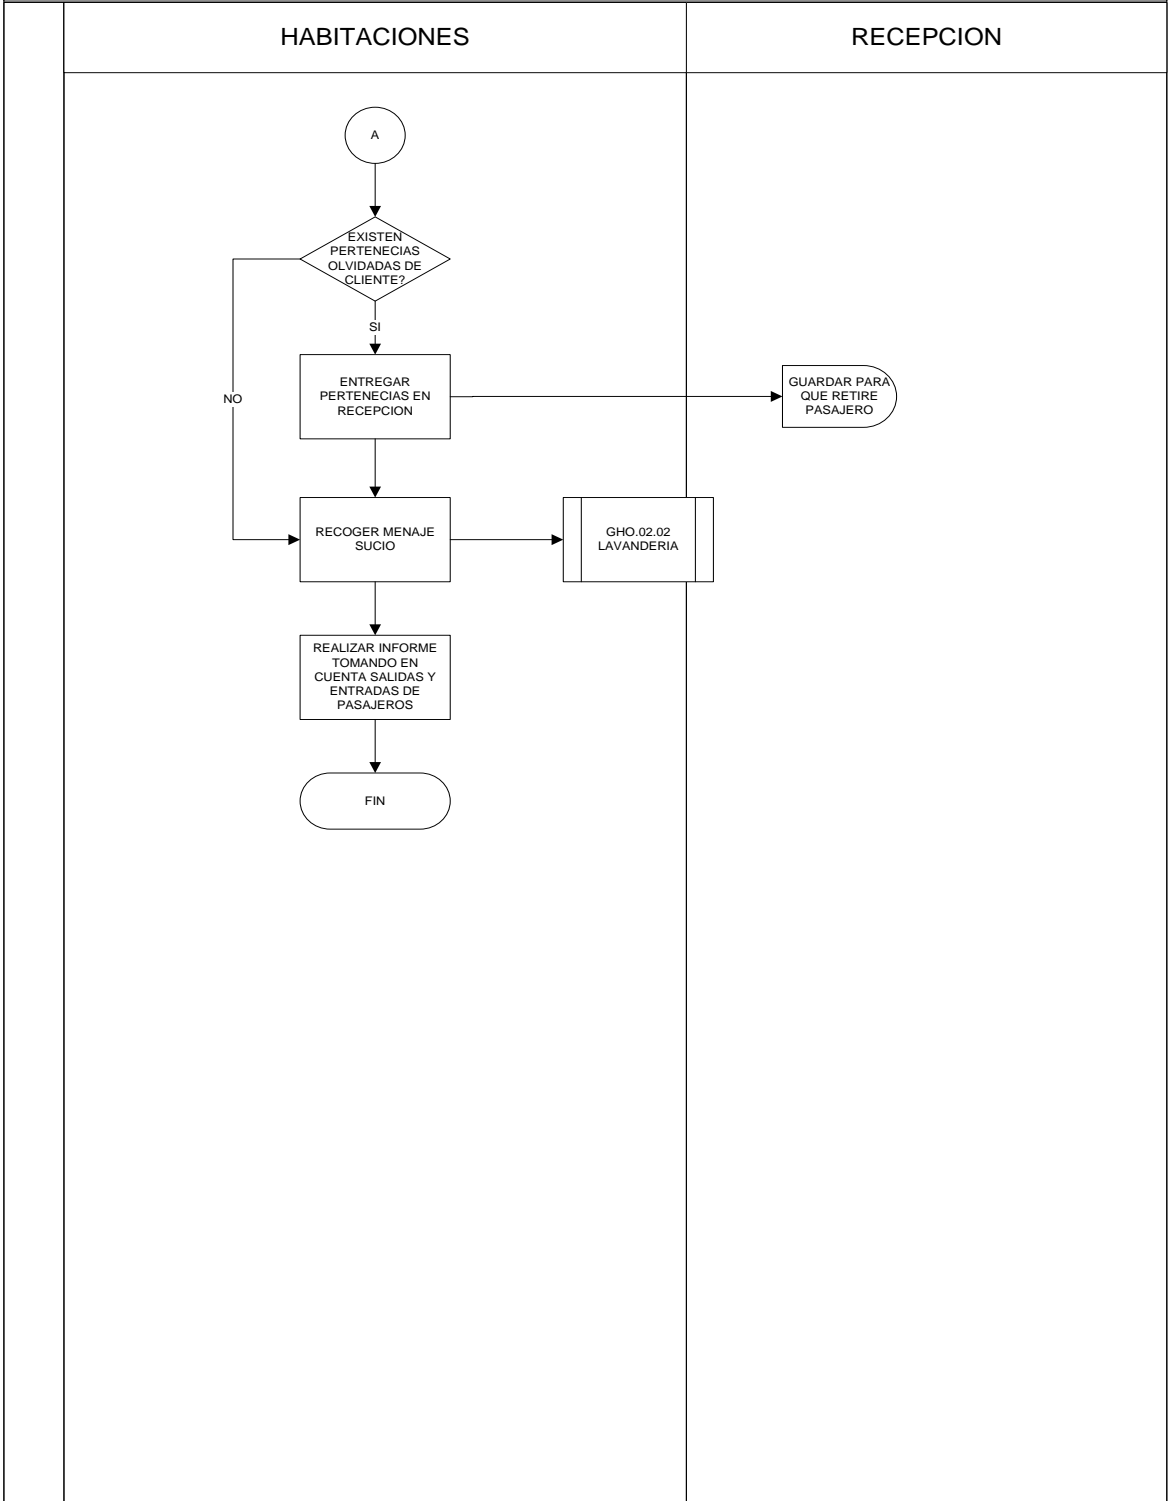 HABITACIONES
RECEPCION
A
EXISTEN
PERTENECIAS
OLVIDADAS DE
CLIENTE?
SI
NO
ENTREGAR
PERTENECIAS EN
RECEPCION
GUARDAR PARA
QUE RETIRE
PASAJERO
RECOGER MENAJE
SUCIO
GHO.02.02
LAVANDERIA
REALIZAR INFORME
TOMANDO EN
CUENTA SALIDAS Y
ENTRADAS DE
PASAJEROS
FIN